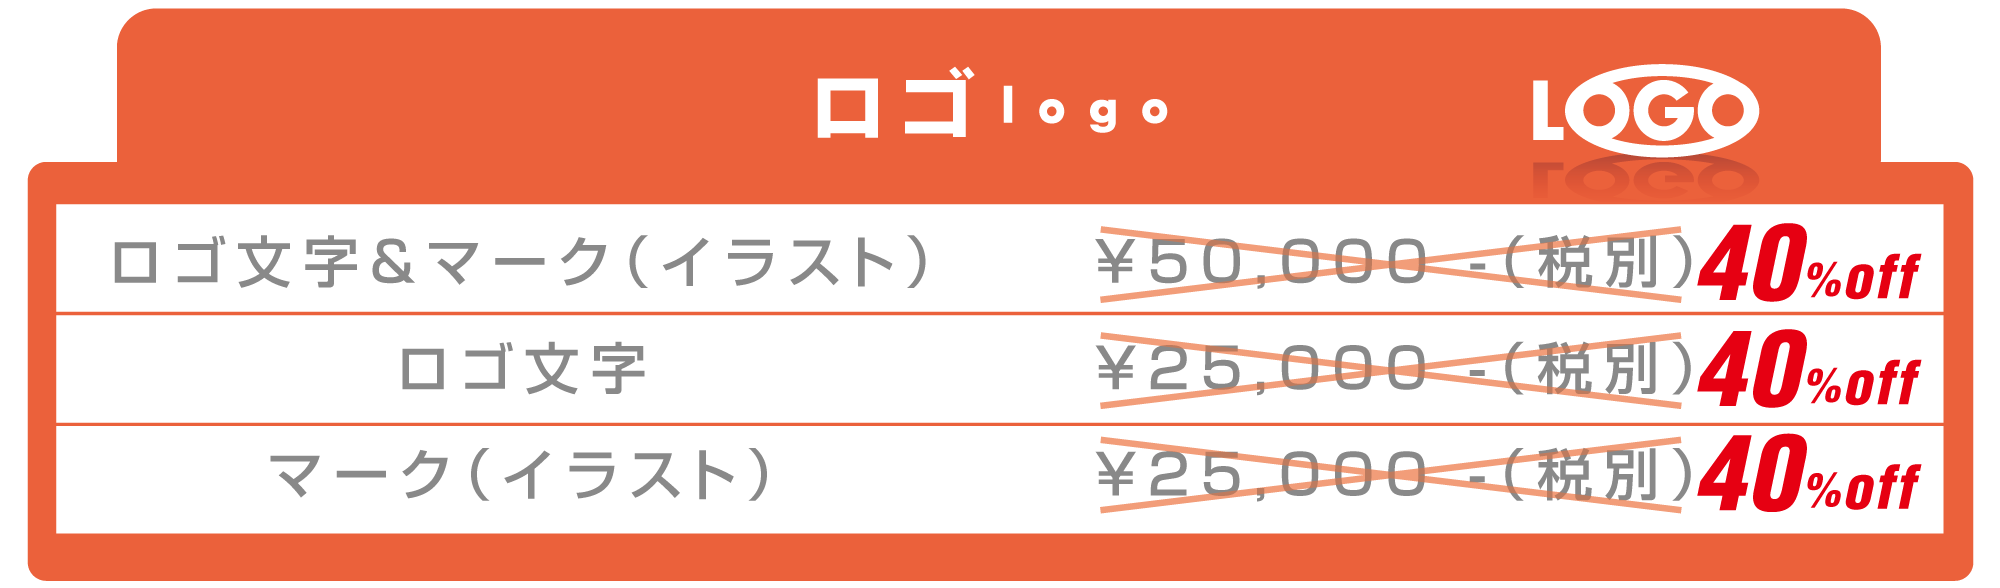 ロゴ logo LOGO
ロゴ文字&マーク(イラスト) ¥50,000 -(税別) 40%off
ロゴ文字 ¥25,000 -(税別) 40%off
マーク(イラスト) ¥25,000 -(税別) 40%off